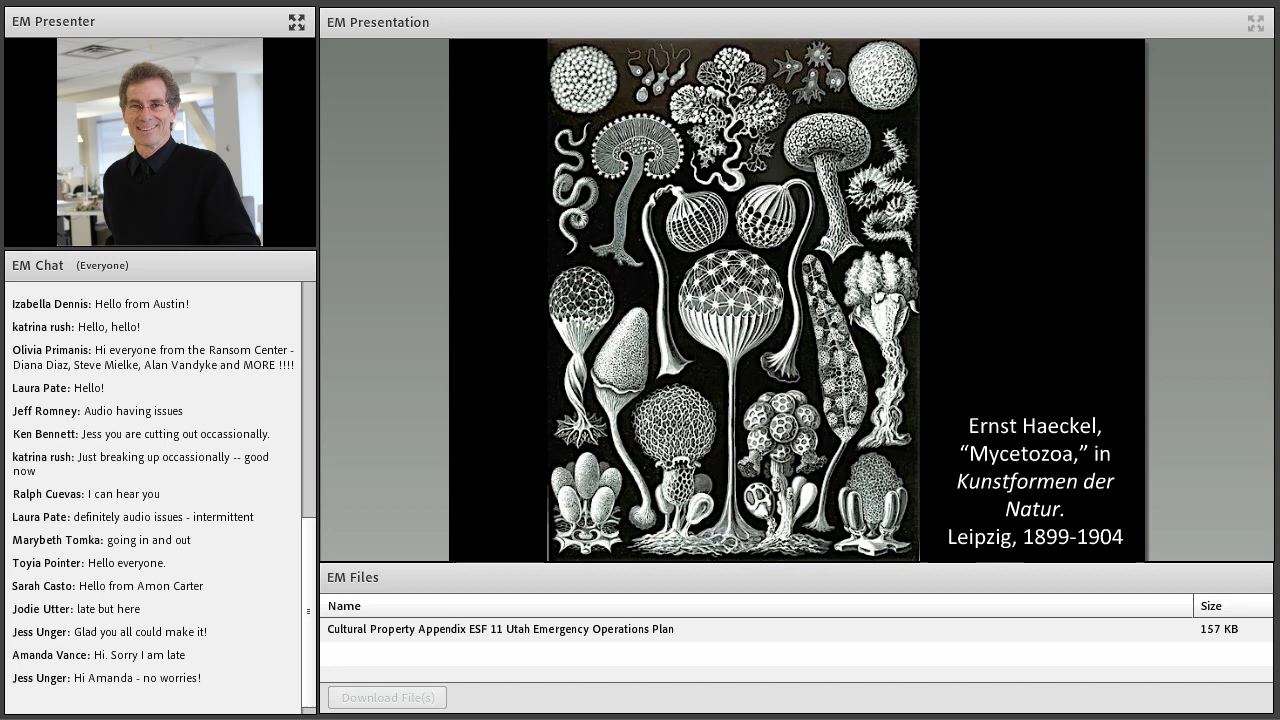 EM Presenter
EM Chat (Everyone)
Izabella Dennis: Hello from Austin!
katrina rush: Hello, hello!
Olivia Primanis: Hi everyone from the Ransom Center -
Diana Diaz, Steve Mielke, Alan Vandyke and MORE !!!!
Laura Pate: Hello!
Jeff Romney: Audio having issues
Ken Bennett: Jess you are cutting out occassionally.
katrina rush: Just breaking up occassionally -- good
now
Ralph Cuevas: I can hear you
Laura Pate: definitely audio issues - intermittent
Marybeth Tomka: going in and out
Toyia Pointer: Hello everyone.
Sarah Casto: Hello from Amon Carter
Jodie Utter: late but here
Jess Unger: Glad you all could make it!
Amanda Vance: Hi. Sorry I am late
Jess Unger: Hi Amanda - no worries!
EM Presentation
Ernst Haeckel,
“Mycetozoa,” in
Kunstformen der
Natur.
Leipzig, 1899-1904
EM Files
Name Size
Cultural Property Appendix ESF 11 Utah Emergency Operations Plan 157 KB
Download File(s)